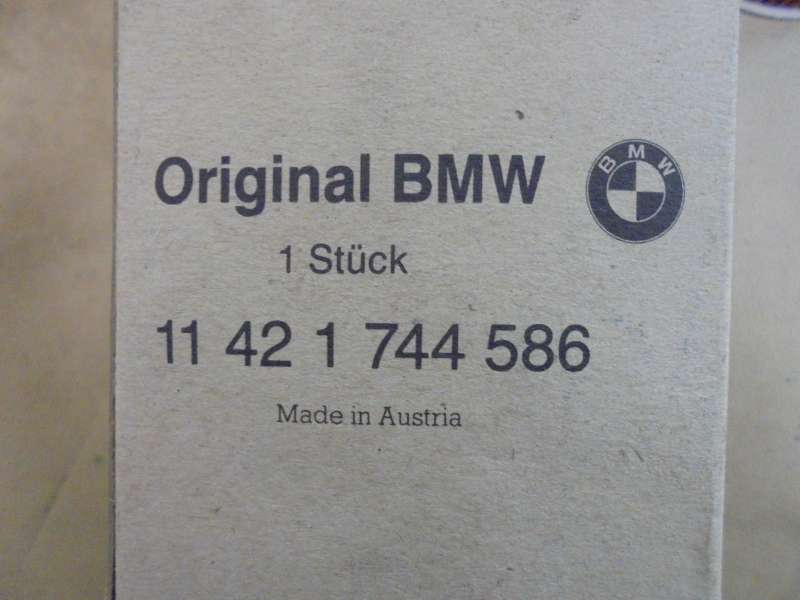 Original BMW
BMW
1 Stück
11 42 1 744 586
Made in Austria